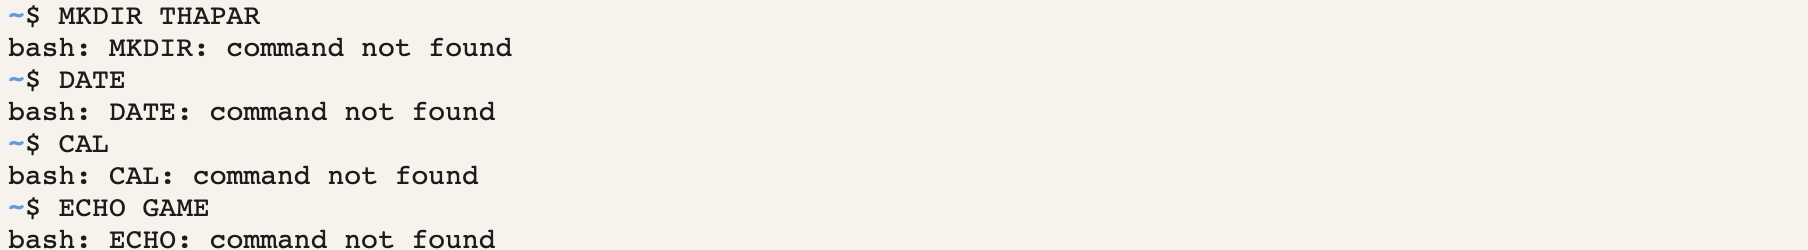 ~$ MKDIR THAPAR
bash: MKDIR: command not found
~$ DATE
bash: DATE: command not found
~$ CAL
bash: CAL: command not found
~$ ECHO GAME
bash: ECHO: command not found